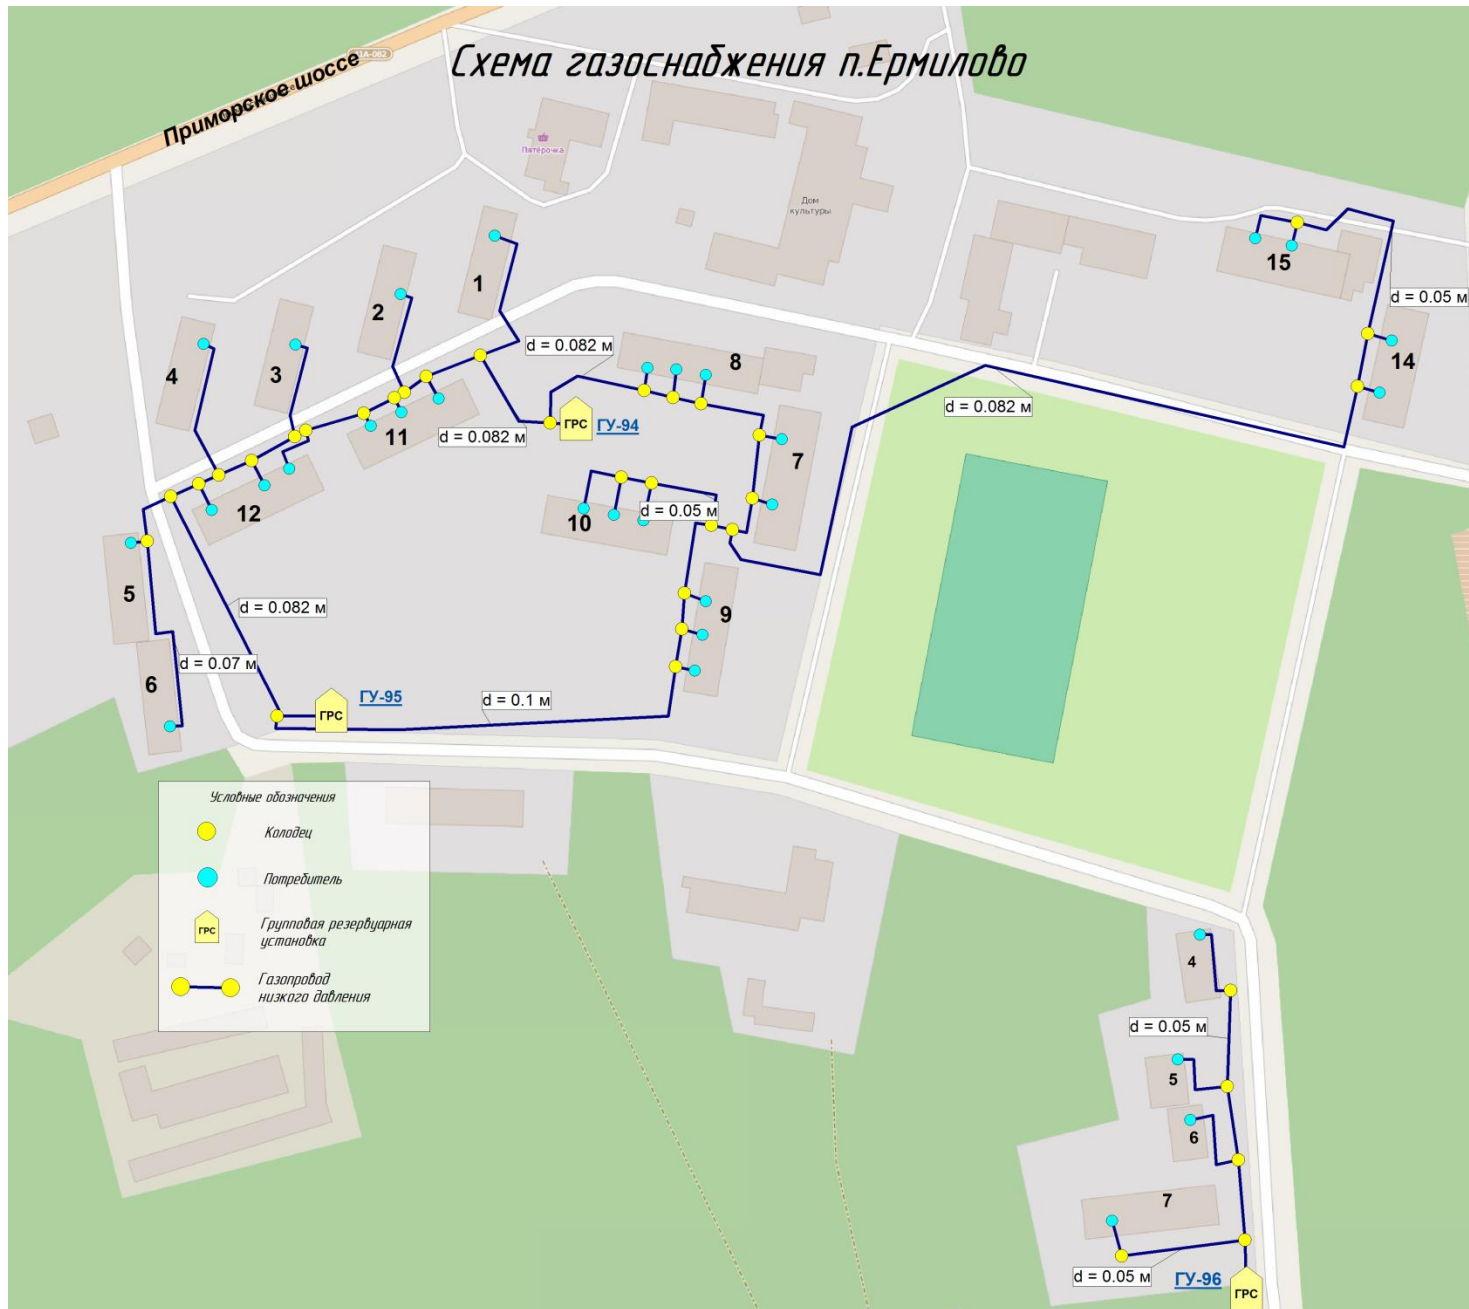 Схема газоснабжения п.Ермилово
Приморское шоссе
Пятёрочка
Дом
культуры
1
2
3
4
15
d = 0.05 м
14
d = 0.082 м
8
d = 0.082 м
11
d = 0.082 м
ГРС
ГУ-94
7
10
d = 0.05 м
12
5
d = 0.082 м
9
6
d = 0.07 м
ГУ-95
ГРС
d = 0.1 м
Условные обозначения
Колодец
Потребитель
ГРС
Групповая резервуарная
установка
Газопровод
низкого давления
4
d = 0.05 м
5
6
7
d = 0.05 м
ГУ-96
ГРС